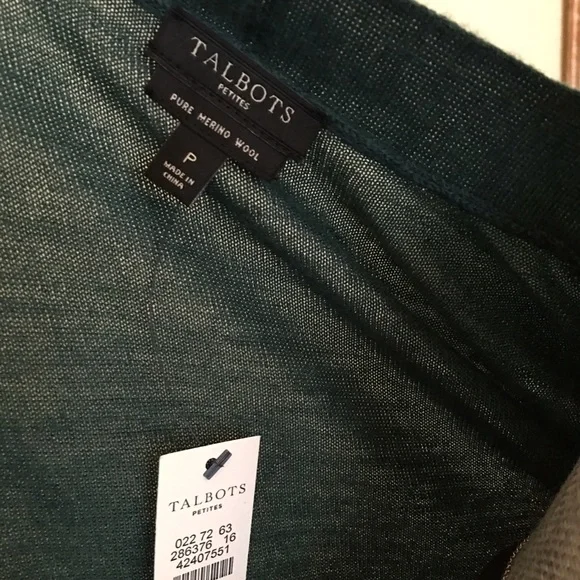 TALBOTS
PETITES
PURE MERINO WOOL
P
MADE IN
CHINA
TALBOTS
PETITES
022 72 63
286376 16
42407551